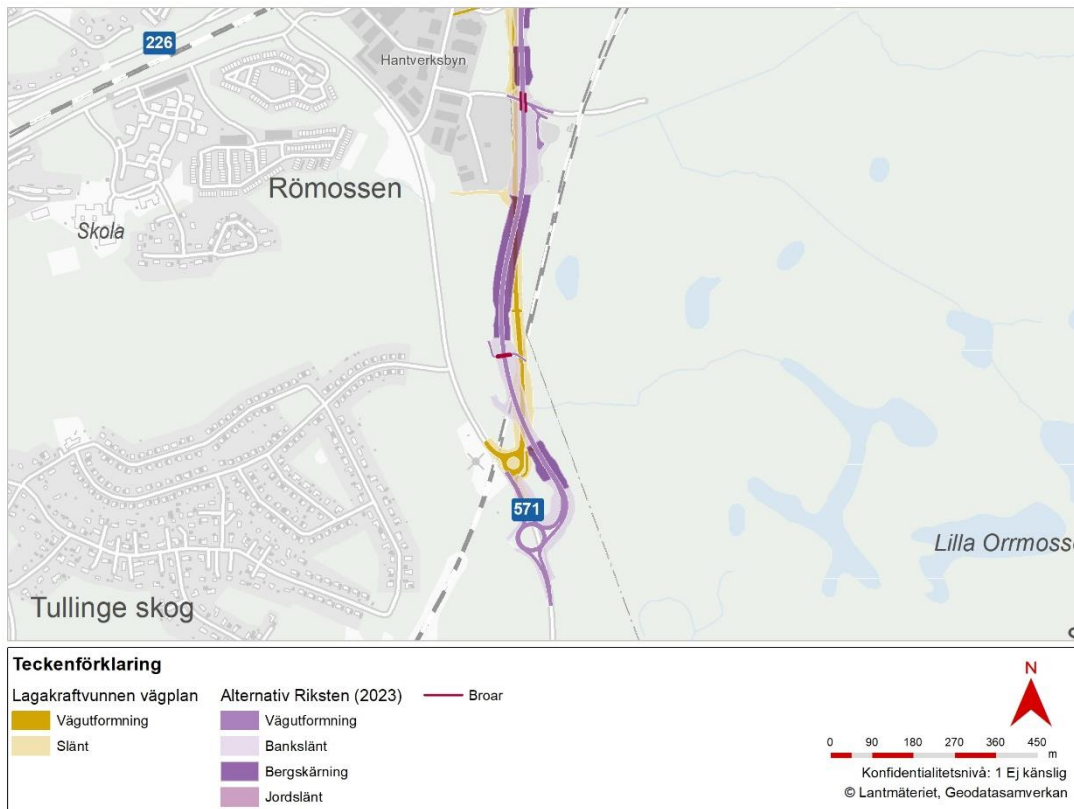 226
Hantverksbyn
Römossen
Skola
571
Lilla Orrmosse
Tullinge skog
Teckenförklaring
Lagakraftvunnen vägplan
Vägutformning
Slänt
Alternativ Riksten (2023)
Vägutformning
Bankslänt
Bergskärning
Jordslänt
Broar
N
0 90 180 270 360 450
m
Konfidentialitetsnivå: 1 Ej känslig
© Lantmäteriet, Geodatasamverkan